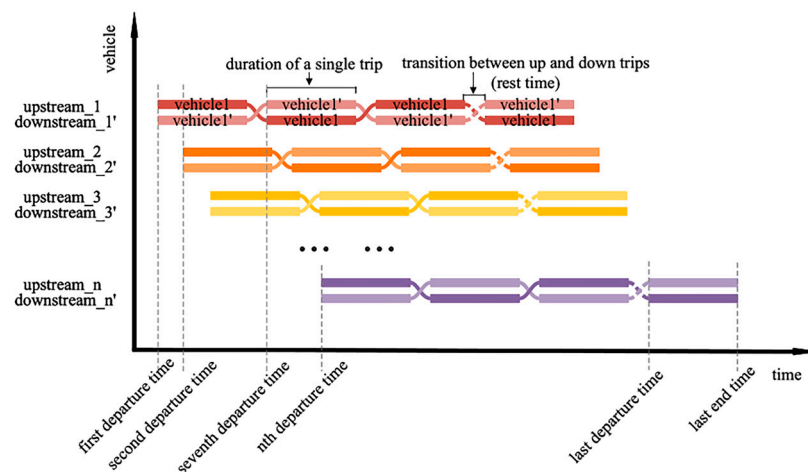 vehicle
duration of a single trip
transition between up and down trips
(rest time)
upstream_1
downstream_1'
vehicle1
vehicle1'
vehicle1
vehicle1'
vehicle1'
vehicle1
vehicle1'
vehicle1
upstream_2
downstream_2'
upstream_3
downstream_3'
upstream_n
downstream_n'
time
first departure time
second departure time
seventh departure time
nth departure time
last departure time
last end time